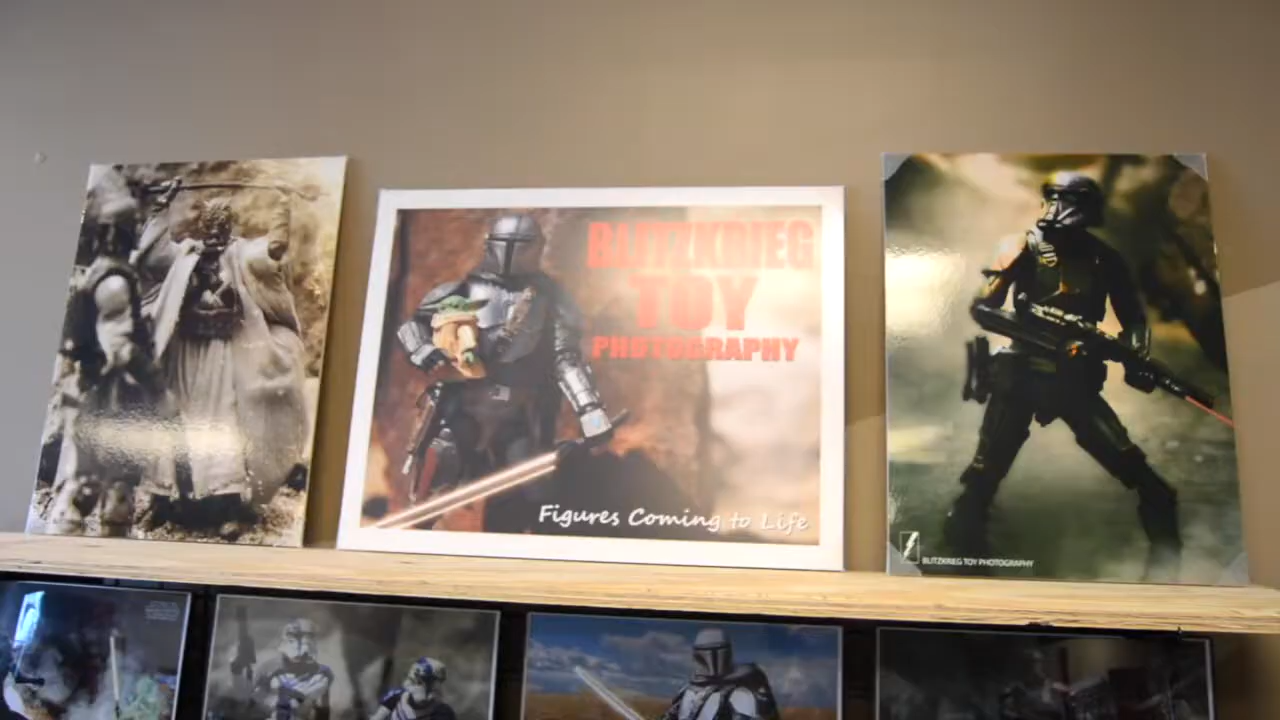 BLITZKRIEG
TOY
PHOTOGRAPHY
Figures Coming to Life
BLITZKRIEG TOY PHOTOGRAPHY